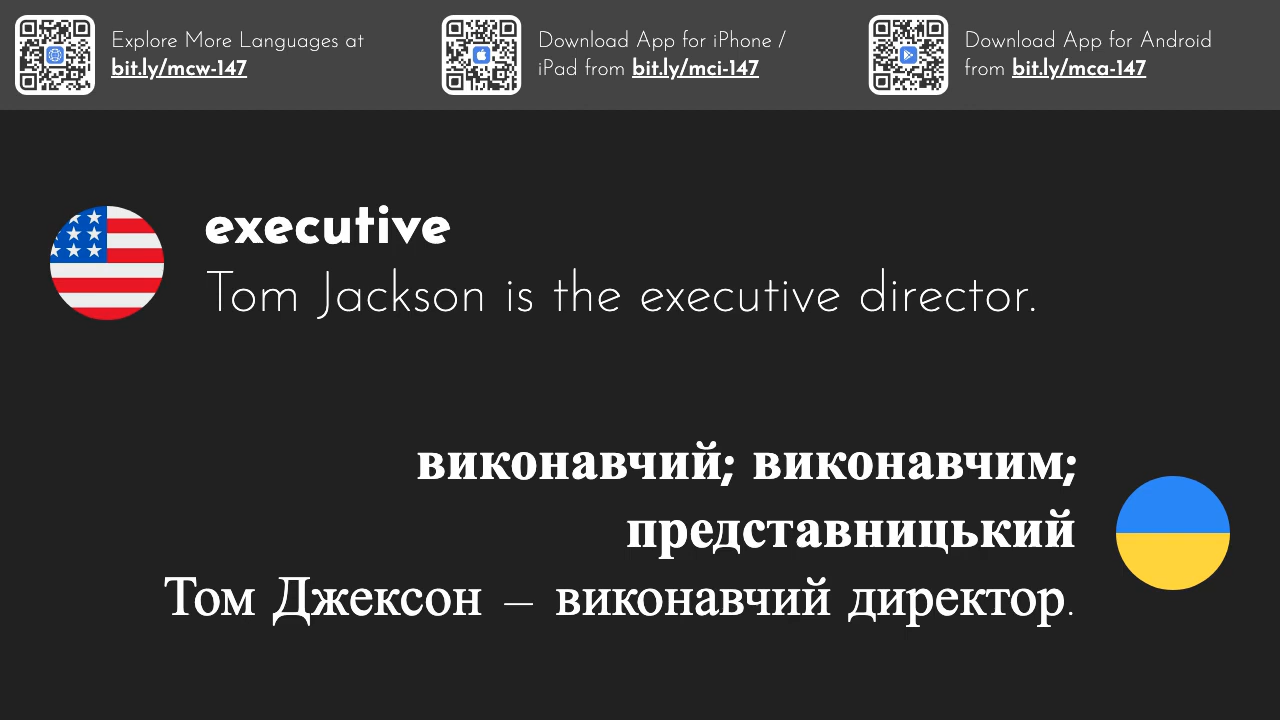 Explore More Languages at
bit.ly/mcw-147
Download App for iPhone /
iPad from bit.ly/mci-147
Download App for Android
from bit.ly/mca-147
executive
Tom Jackson is the executive director.
виконавчий; виконавчим;
представницький
Том Джексон – виконавчий директор.